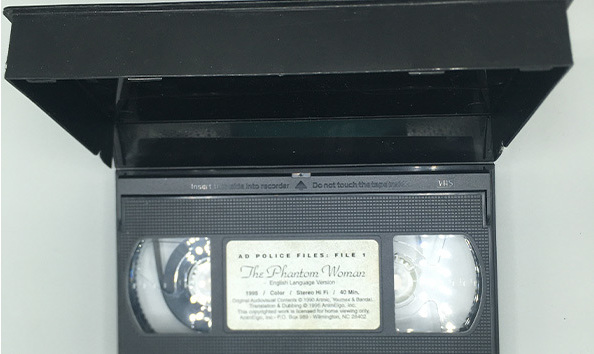 Insert this side into recorder Do not touch the tape inside VHS
AD POLICE FILES: FILE 1
The Phantom Woman
English Language Version
1995 / Color / Stereo Hi Fi / 40 Min.
Original Audiovisual Contents © 1990 Artmic, Youmex & Bandai,
Translation & Dubbing © 1995 AnimEigo, Inc.
This copyrighted work is licensed for home viewing only.
AnimEigo, Inc. · P.O. Box 989 · Wilmington, NC 28402